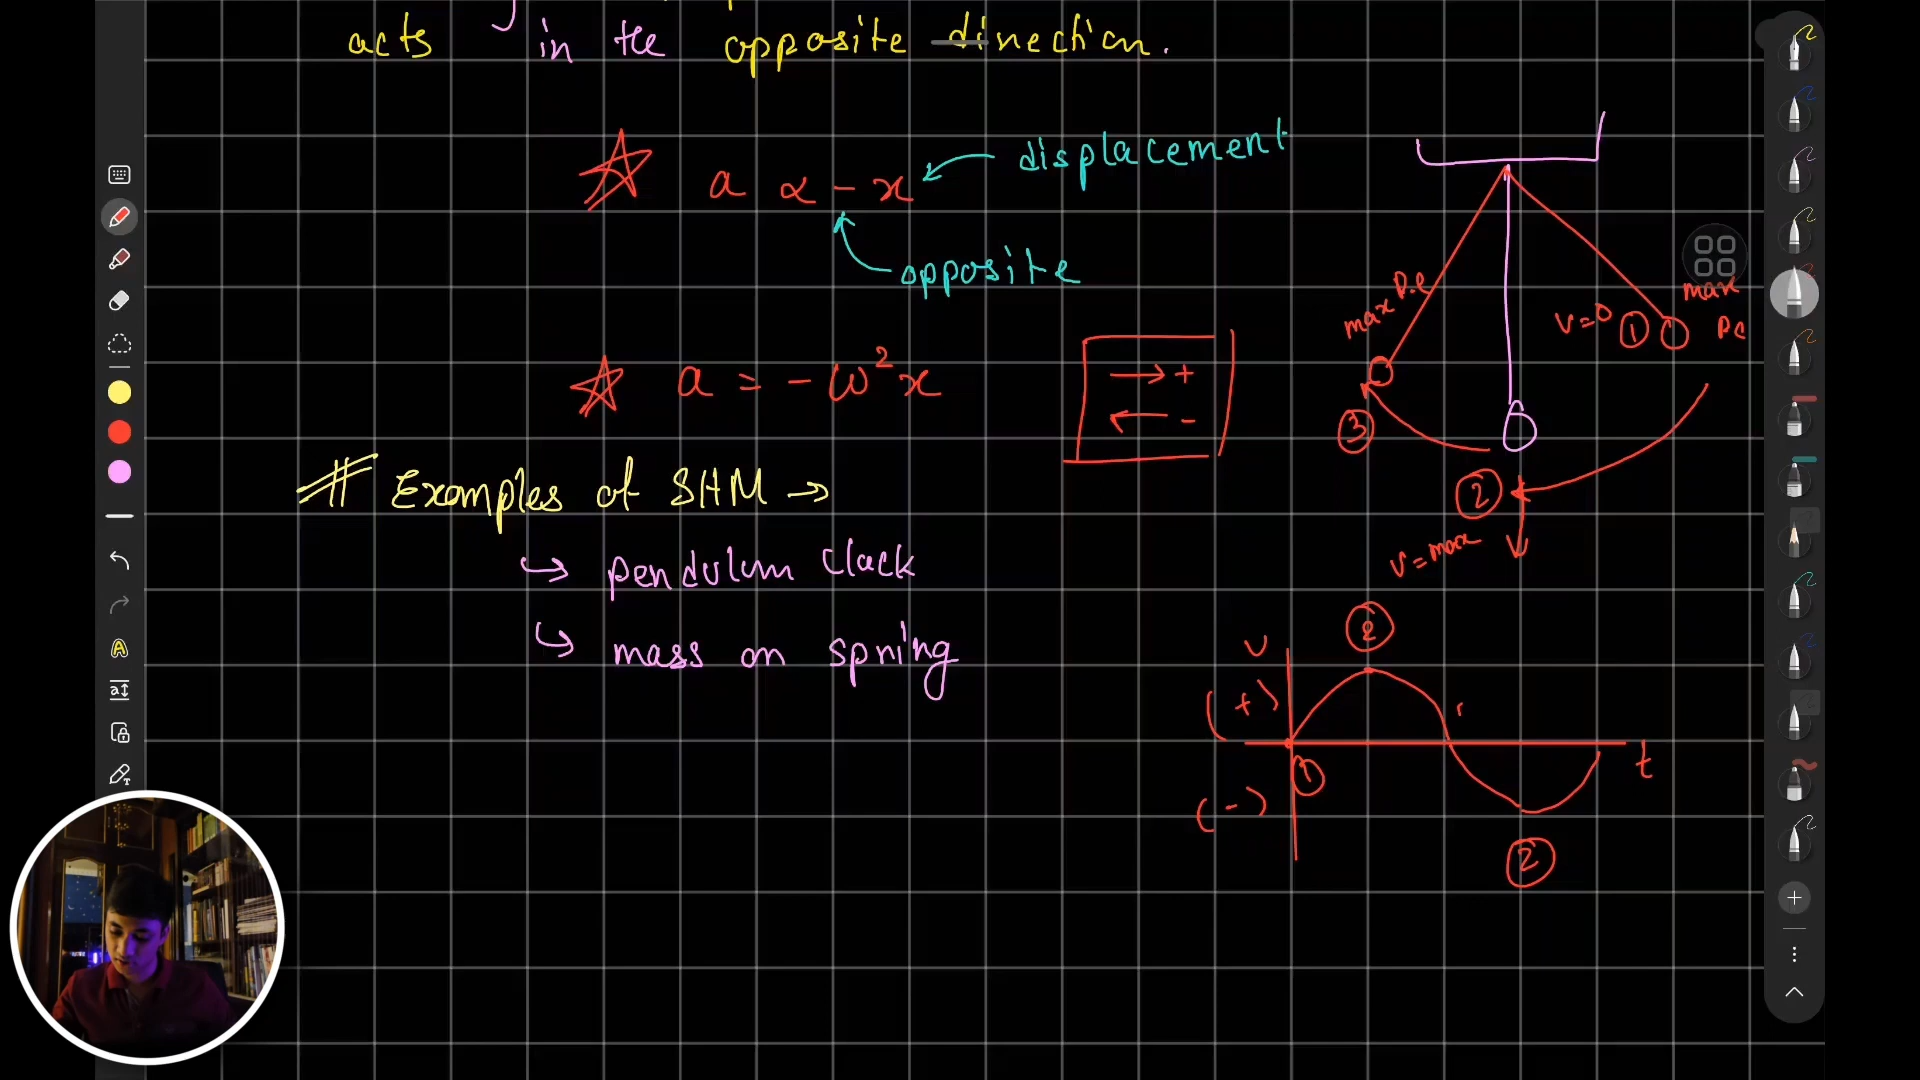 acts in the opposite direction.
a ∝ - x
displacement
opposite
a = - ω²x
→ +
← -
# Examples of SHM →
↪ pendulum Clock
↪ mass on spring
max P.e
v=0 ①
max
Pe
③
②
v=max
②
v
(+)
①
t
(-)
②